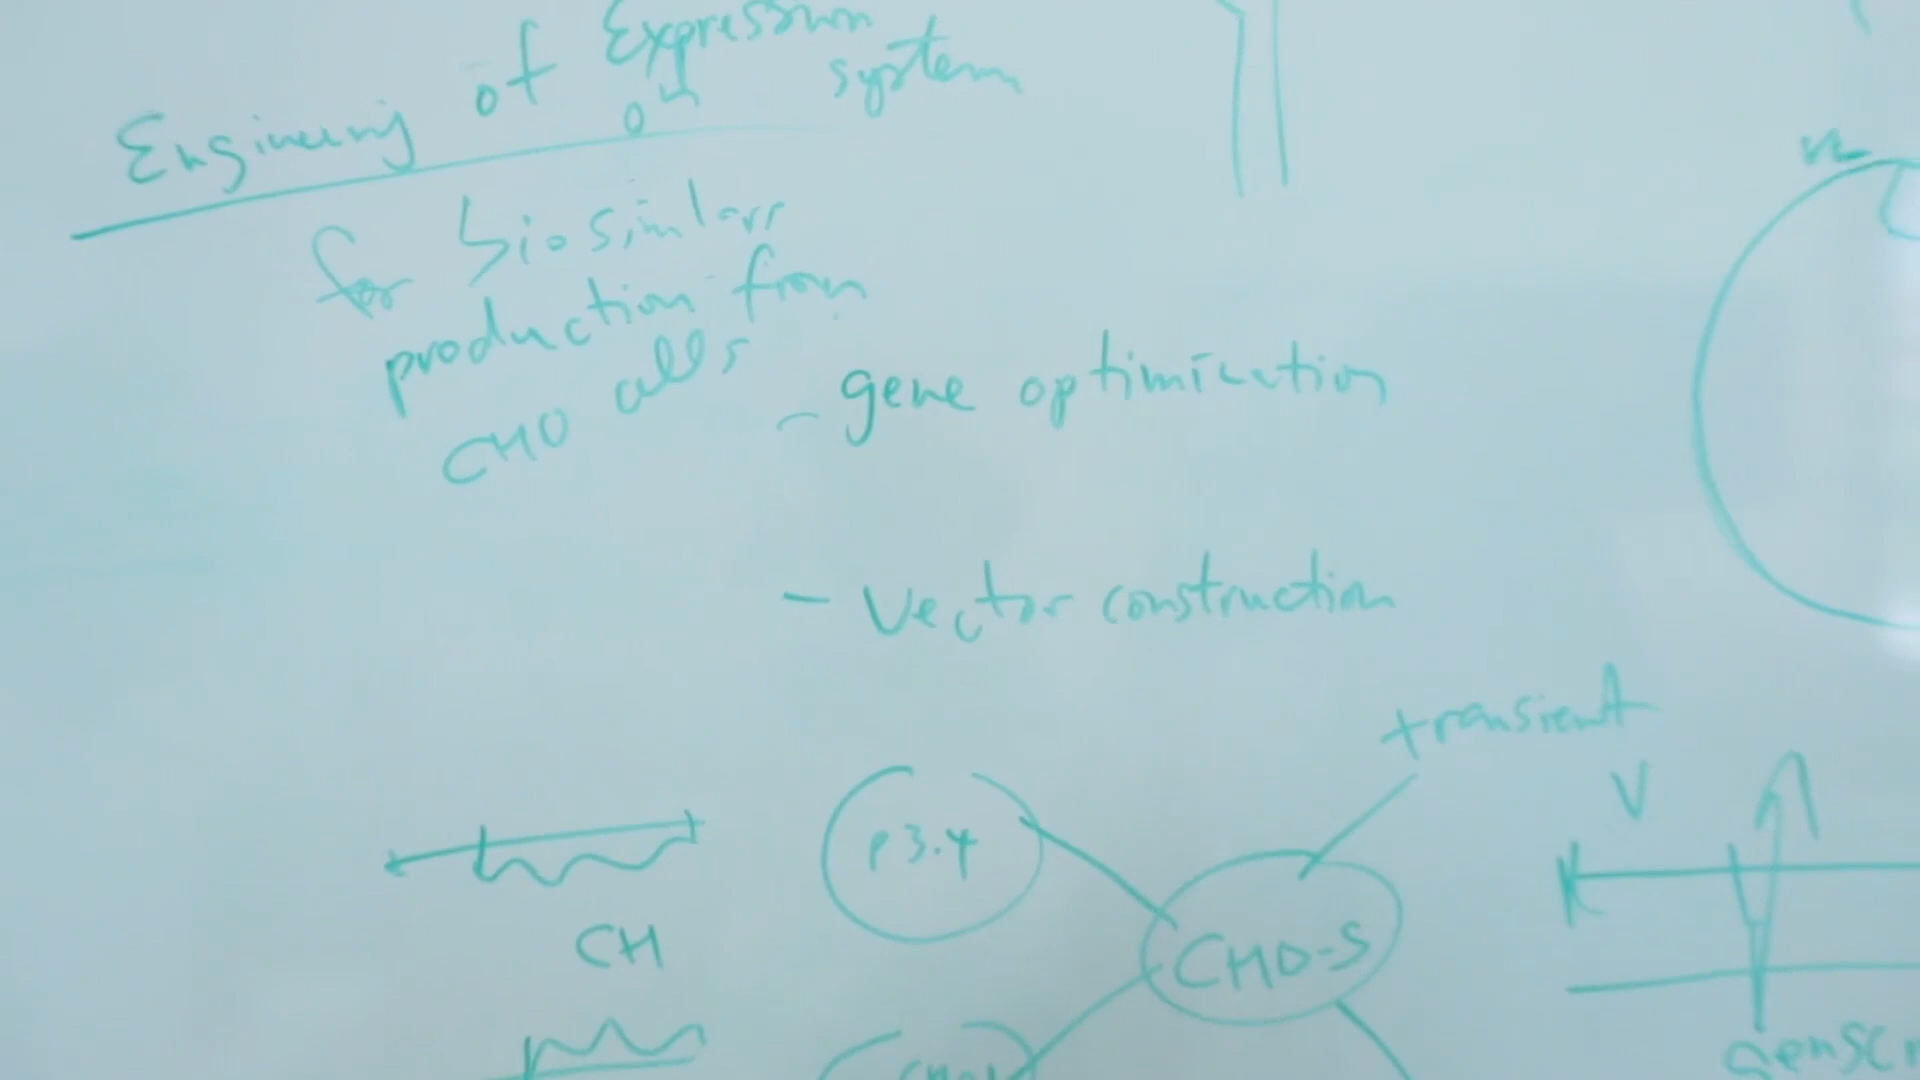 Engineering of Expression system
for biosimilars
production from
CHO cells
- gene optimization
- Vector construction
transient
V
P3.4
CHO-S
CH